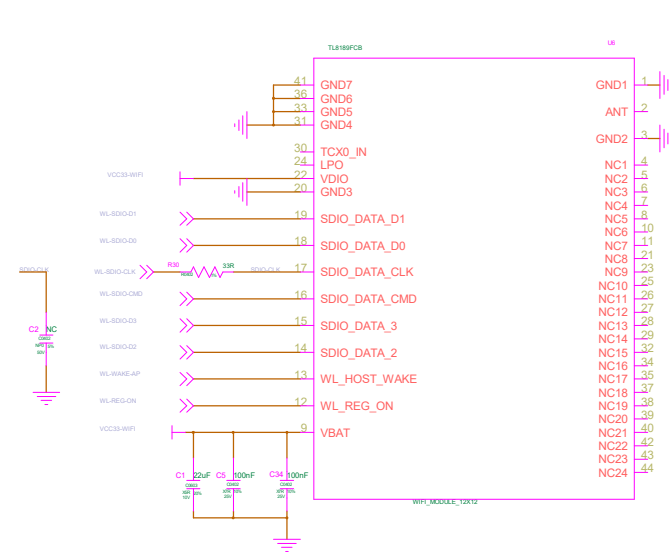 TL8189FCB
U6
41 GND7
36 GND6
33 GND5
31 GND4
30 TCX0_IN
24 LPO
22 VDIO
20 GND3
19 SDIO_DATA_D1
18 SDIO_DATA_D0
17 SDIO_DATA_CLK
16 SDIO_DATA_CMD
15 SDIO_DATA_3
14 SDIO_DATA_2
13 WL_HOST_WAKE
12 WL_REG_ON
9 VBAT
GND1 1
ANT 2
GND2 3
NC1 4
NC2 5
NC3 6
NC4 7
NC5 8
NC6 10
NC7 11
NC8 21
NC9 23
NC10 25
NC11 26
NC12 27
NC13 28
NC14 29
NC15 32
NC16 34
NC17 35
NC18 37
NC19 38
NC20 39
NC21 40
NC22 42
NC23 43
NC24 44
WIFI_MODULE_12X12
VCC33-WIFI
WL-SDIO-D1
WL-SDIO-D0
WL-SDIO-CLK
R30
33R
SDIO-CLK
WL-SDIO-CMD
WL-SDIO-D3
WL-SDIO-D2
WL-WAKE-AP
WL-REG-ON
VCC33-WIFI
SDIO-CLK
C2 NC
C0402
50V
C1 22uF
C5 100nF
C34 100nF